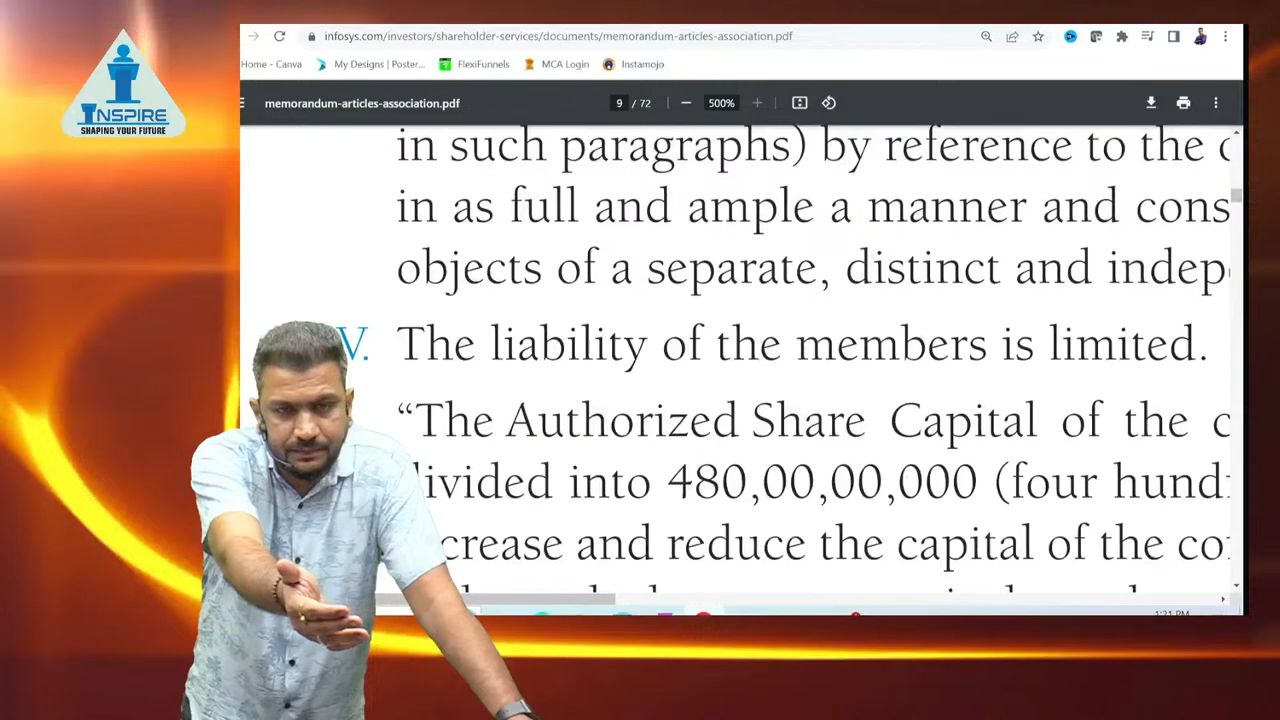 INSPIRE
SHAPING YOUR FUTURE
infosys.com/investors/shareholder-services/documents/memorandum-articles-association.pdf
Home - Canva My Designs | Poster... FlexiFunnels MCA Login Instamojo
memorandum-articles-association.pdf 9 / 72 500%
in such paragraphs) by reference to the
in as full and ample a manner and cons
objects of a separate, distinct and indep
V. The liability of the members is limited.
“The Authorized Share Capital of the c
ivided into 480,00,00,000 (four hund
crease and reduce the capital of the co
1:21 PM